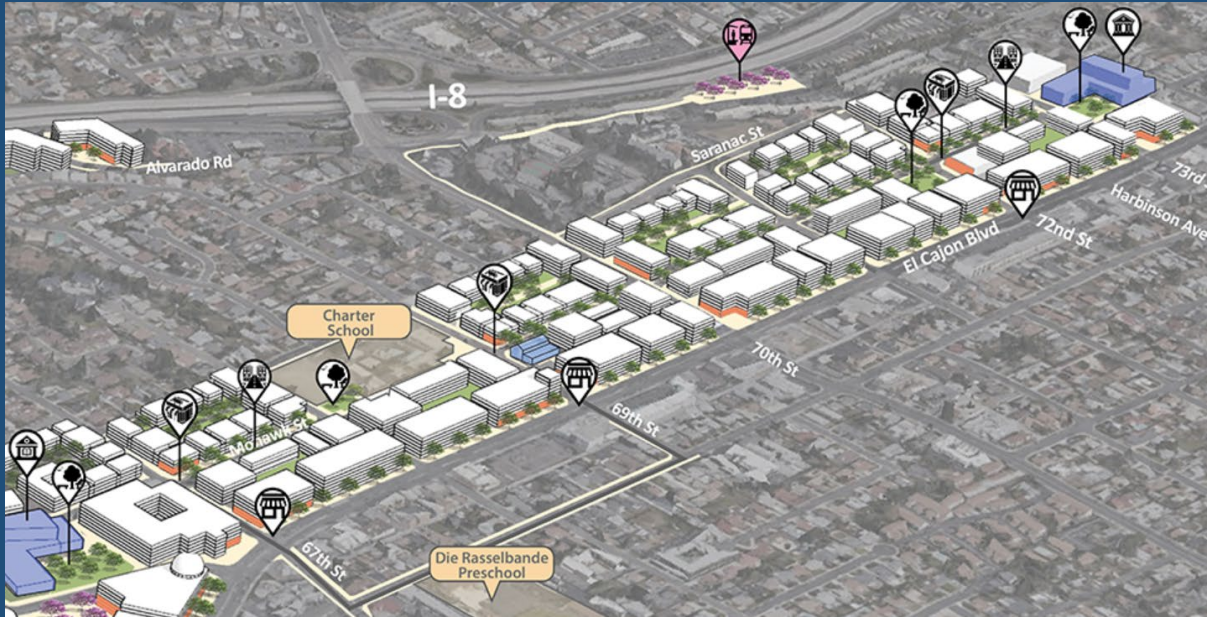 I-8
Alvarado Rd
Saranac St
73rd
Harbinson Ave
72nd St
El Cajon Blvd
Charter
School
70th St
69th St
Mohawk St
67th St
Die Rasselbande
Preschool